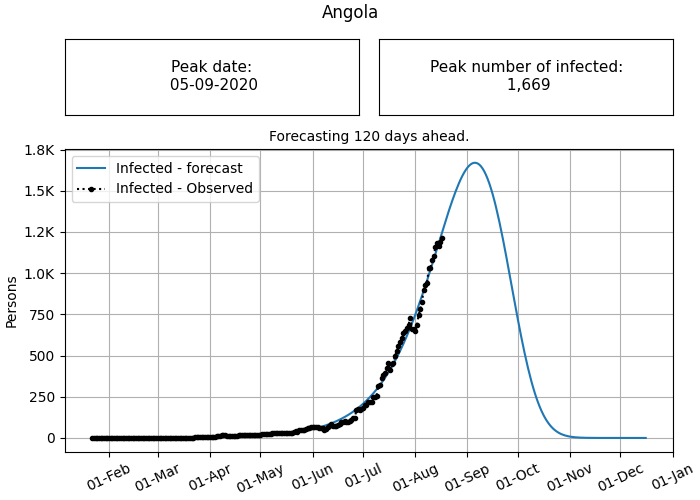 Angola
Peak date:
05-09-2020
Peak number of infected:
1,669
Forecasting 120 days ahead.
Infected - forecast
Infected - Observed
Persons
1.8K
1.5K
1.2K
1.0K
750
500
250
0
01-Feb
01-Mar
01-Apr
01-May
01-Jun
01-Jul
01-Aug
01-Sep
01-Oct
01-Nov
01-Dec
01-Jan